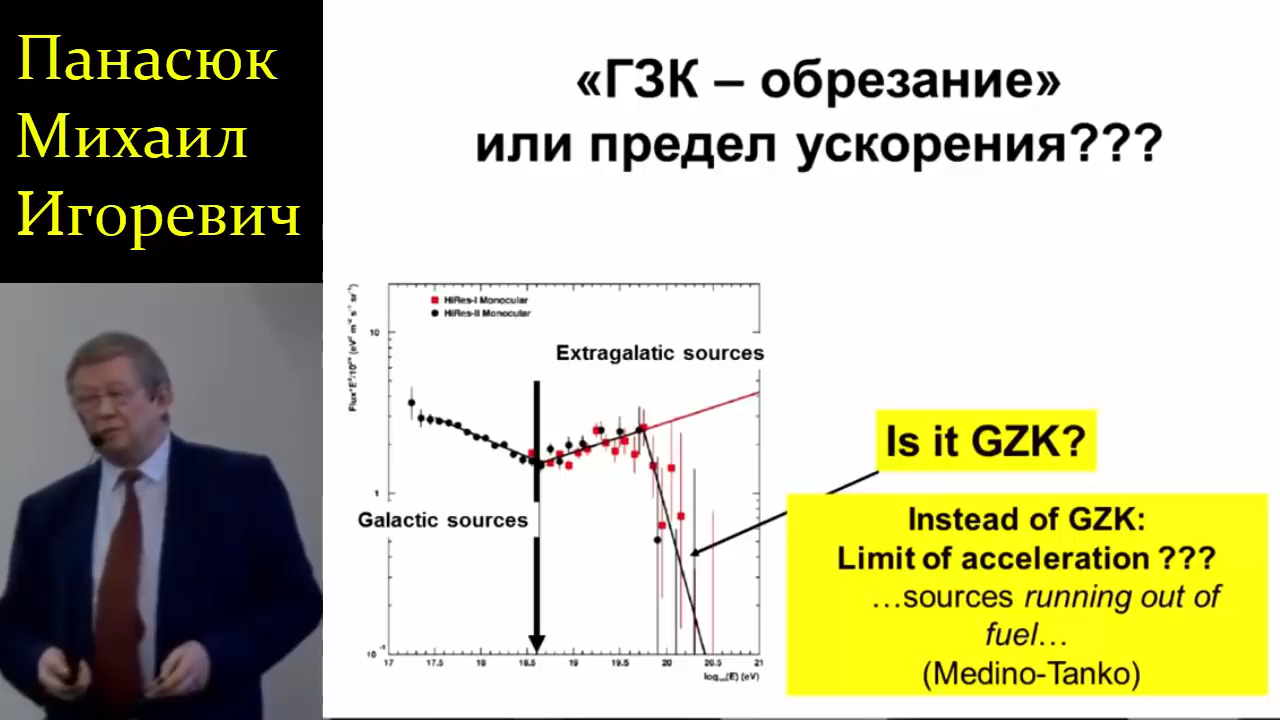 Панасюк
Михаил
Игоревич
«ГЗК – обрезание»
или предел ускорения???
HiRes-I Monocular
HiRes-II Monocular
10
Extragalatic sources
Is it GZK?
1
Galactic sources
Instead of GZK:
Limit of acceleration ???
…sources running out of
fuel…
(Medino-Tanko)
17 17.5 18 18.5 19 19.5 20 20.5 21